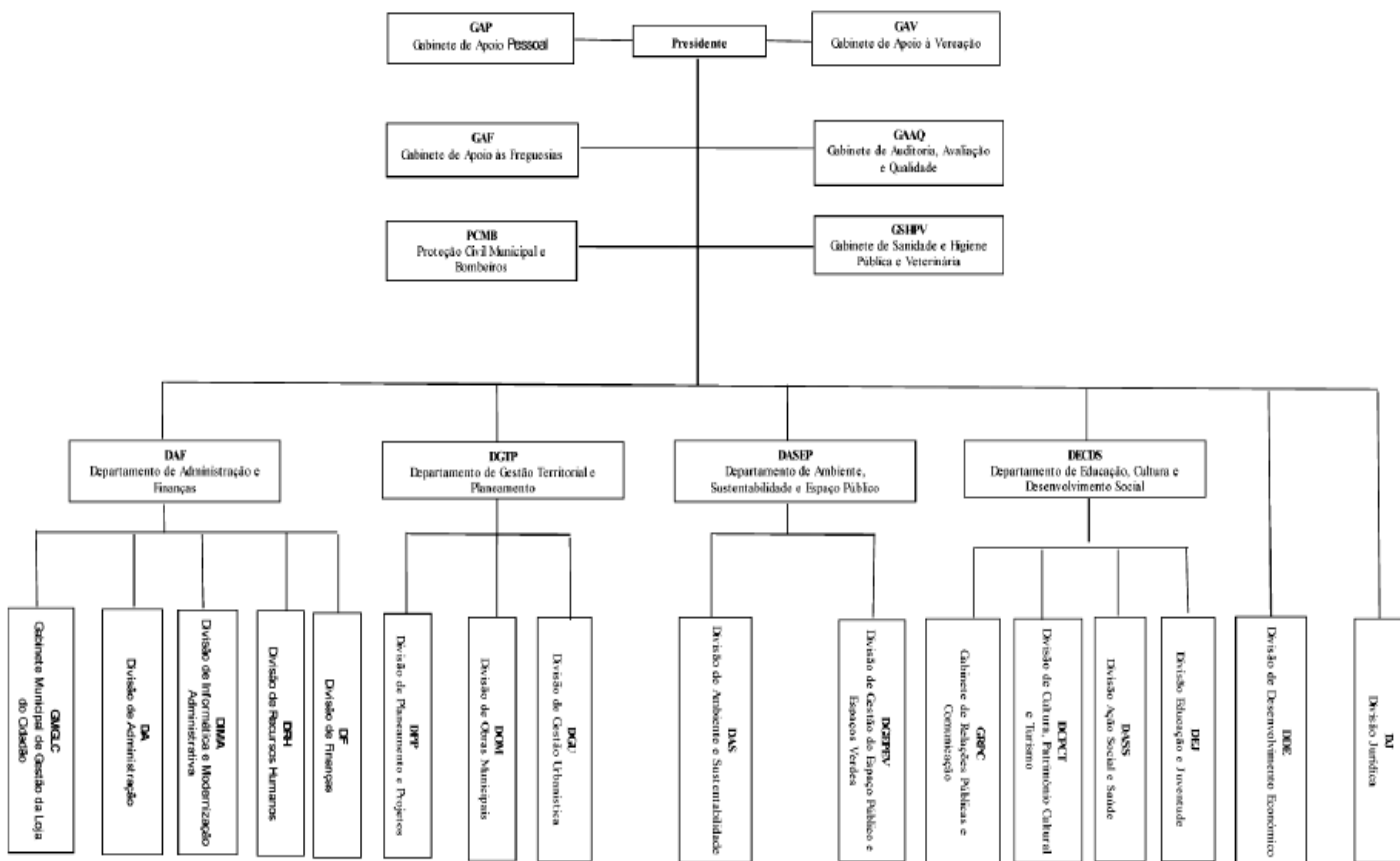 GAP
Gabinete de Apoio Pessoal
Presidente
GAV
Gabinete de Apoio à Vereação
GAF
Gabinete de Apoio às Freguesias
GAAQ
Gabinete de Auditoria, Avaliação
e Qualidade
PCMB
Proteção Civil Municipal e
Bombeiros
GSHPV
Gabinete de Sanidade e Higiene
Pública e Veterinária
DAF
Departamento de Administração e
Finanças
DGTP
Departamento de Gestão Territorial e
Planeamento
DASEP
Departamento de Ambiente,
Sustentabilidade e Espaço Público
DECDS
Departamento de Educação, Cultura e
Desenvolvimento Social
GMGLC
Gabinete Municipal de Gestão da Loja
do Cidadão
DA
Divisão de Administração
DIMA
Divisão de Informática e Modernização
Administrativa
DRH
Divisão de Recursos Humanos
DF
Divisão de Finanças
DPP
Divisão de Planeamento e Projetos
DOM
Divisão de Obras Municipais
DGU
Divisão de Gestão Urbanística
DAS
Divisão de Ambiente e Sustentabilidade
DGEPEV
Divisão de Gestão do Espaço Público e
Espaços Verdes
GRPC
Gabinete de Relações Públicas e
Comunicação
DCPCT
Divisão de Cultura, Património Cultural
e Turismo
DASS
Divisão Ação Social e Saúde
DEJ
Divisão Educação e Juventude
DDE
Divisão de Desenvolvimento Económico
DJ
Divisão Jurídica